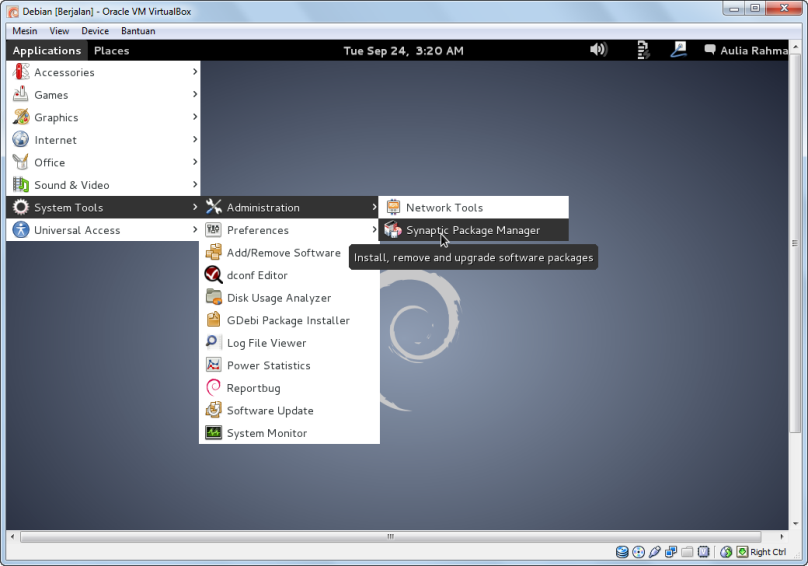 Debian [Berjalan] - Oracle VM VirtualBox
Mesin View Device Bantuan
Applications Places Tue Sep 24, 3:20 AM Aulia Rahma
Accessories
Games
Graphics
Internet
Office
Sound & Video
System Tools
Universal Access
Administration
Preferences
Add/Remove Software
dconf Editor
Disk Usage Analyzer
GDebi Package Installer
Log File Viewer
Power Statistics
Reportbug
Software Update
System Monitor
Network Tools
Synaptic Package Manager
Install, remove and upgrade software packages
Right Ctrl